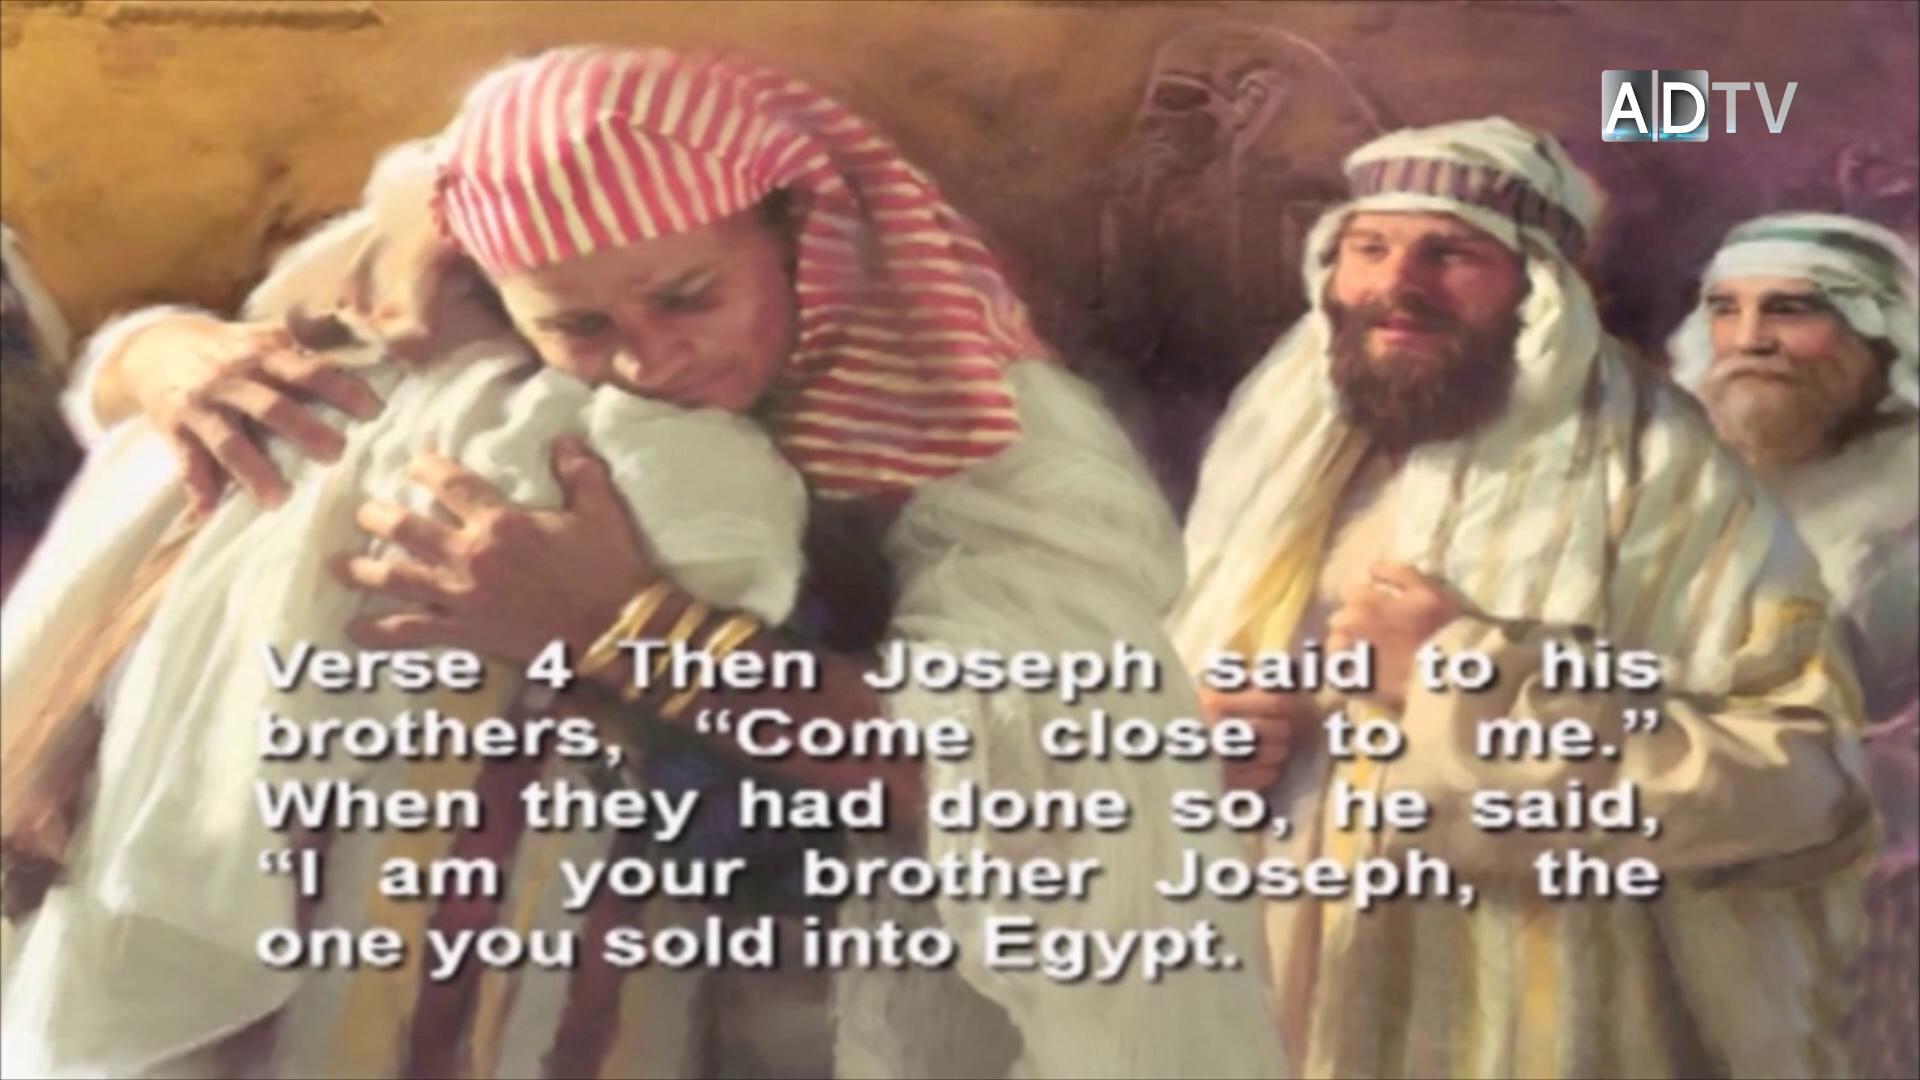 ADTV
Verse 4 Then Joseph said to his
brothers, “Come close to me.”
When they had done so, he said,
“I am your brother Joseph, the
one you sold into Egypt.